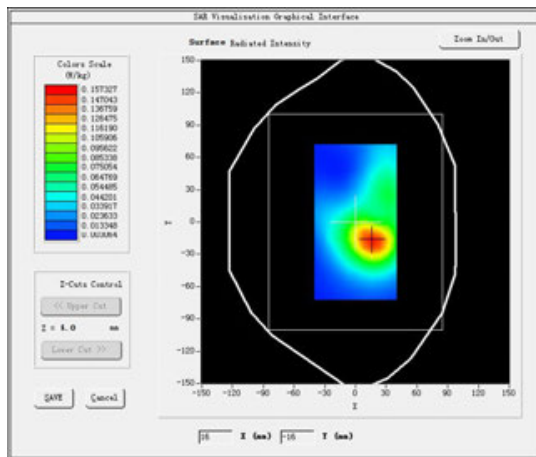 SAR Visualisation Graphical Interface
Surface Radiated Intensity
Zoom In/Out
Colors Scale
(W/kg)
0.157327
0.147043
0.136759
0.126475
0.116190
0.105906
0.095622
0.085338
0.075054
0.064769
0.054485
0.044201
0.033917
0.023633
0.013348
0.003064
Z-Cuts Control
<< Upper Cut
Z = 4.0 mm
Lower Cut >>
SAVE
Cancel
150
120
90
60
30
0
-30
-60
-90
-120
-150
Y
-150 -120 -90 -60 -30 0 30 60 90 120 150
X
16 X (mm) -16 Y (mm)